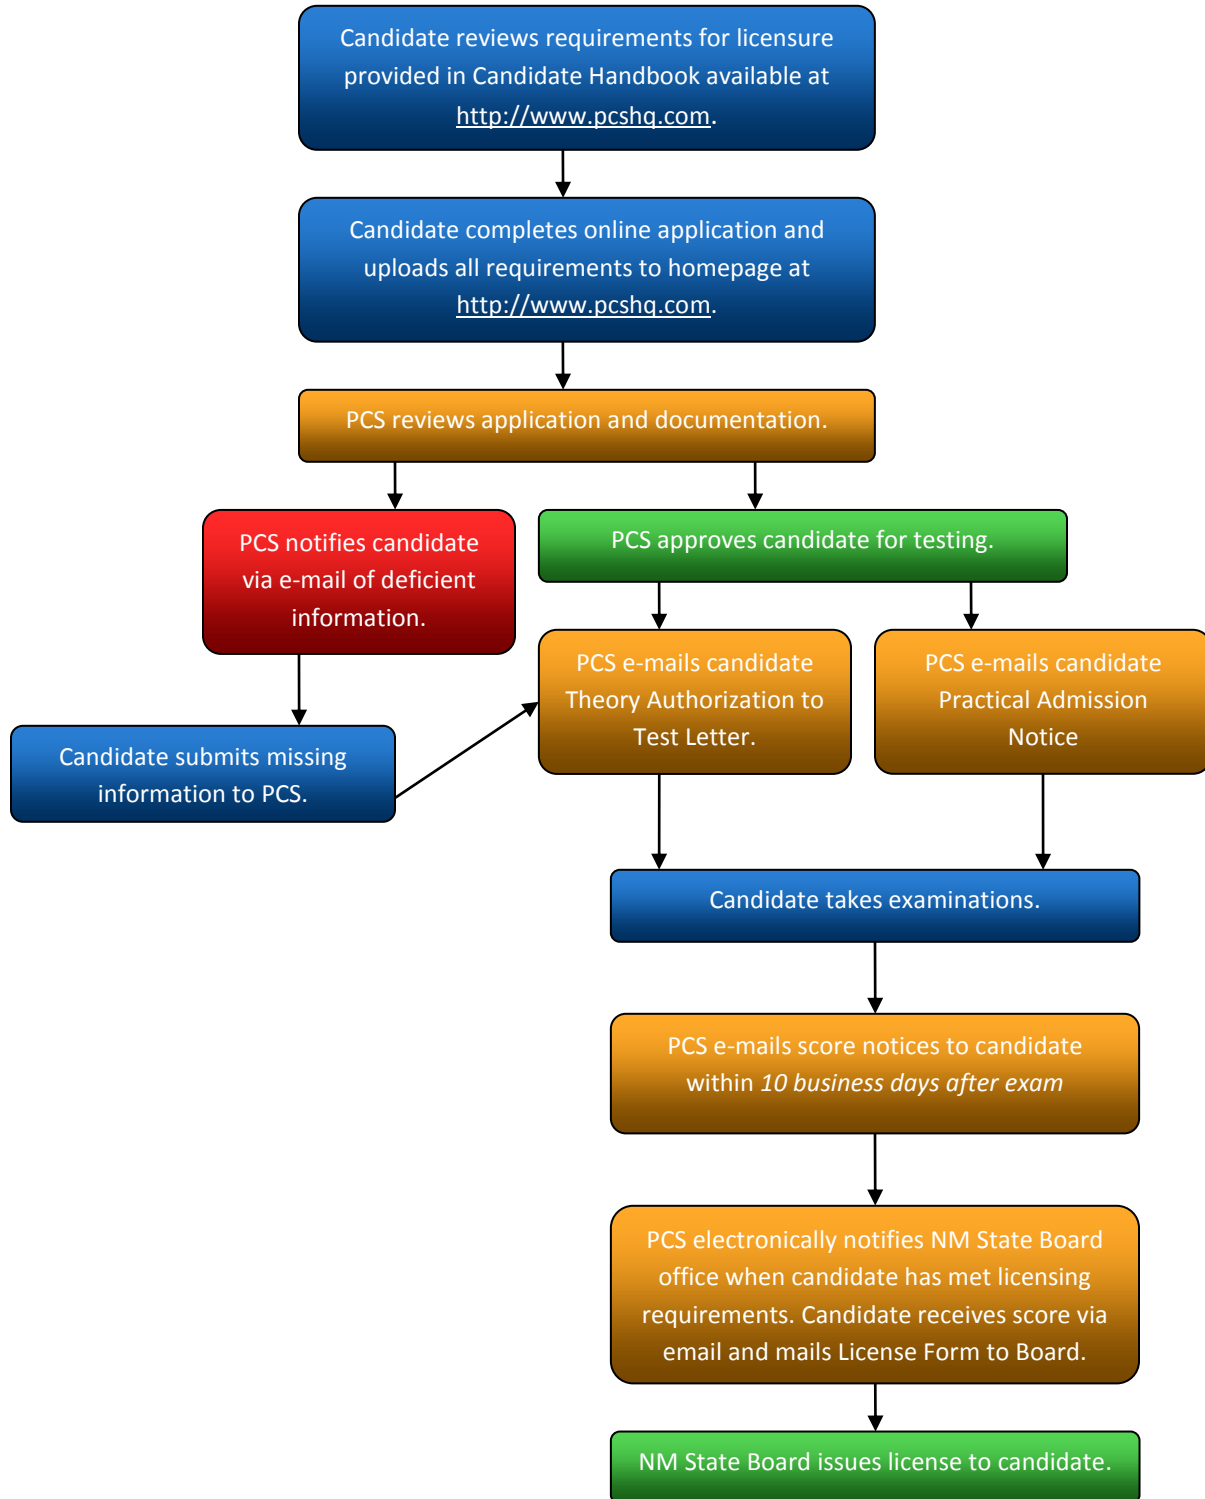 Candidate reviews requirements for licensure
provided in Candidate Handbook available at
http://www.pcshq.com.
Candidate completes online application and
uploads all requirements to homepage at
http://www.pcshq.com.
PCS reviews application and documentation.
PCS notifies candidate
via e-mail of deficient
information.
PCS approves candidate for testing.
PCS e-mails candidate
Theory Authorization to
Test Letter.
PCS e-mails candidate
Practical Admission
Notice
Candidate submits missing
information to PCS.
Candidate takes examinations.
PCS e-mails score notices to candidate
within 10 business days after exam
PCS electronically notifies NM State Board
office when candidate has met licensing
requirements. Candidate receives score via
email and mails License Form to Board.
NM State Board issues license to candidate.